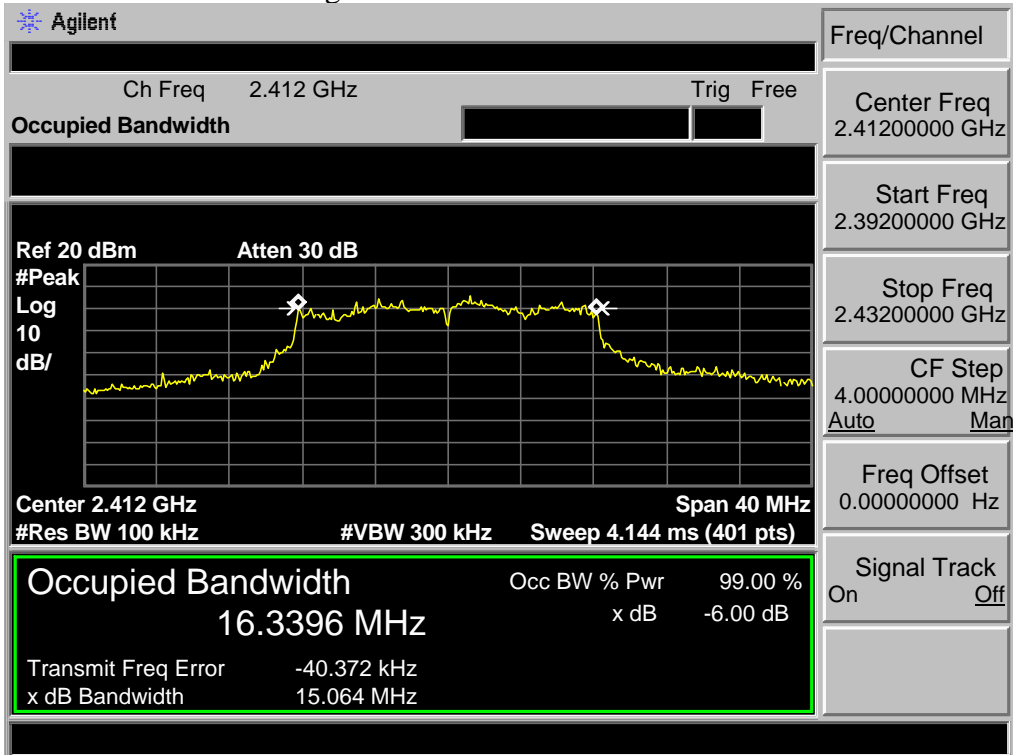 Agilent
Freq/Channel
Ch Freq 2.412 GHz Trig Free
Occupied Bandwidth
Center Freq
2.41200000 GHz
Start Freq
2.39200000 GHz
Stop Freq
2.43200000 GHz
CF Step
4.00000000 MHz
Auto Man
Freq Offset
0.00000000 Hz
Signal Track
On Off
Ref 20 dBm Atten 30 dB
#Peak
Log
10
dB/
Center 2.412 GHz Span 40 MHz
#Res BW 100 kHz #VBW 300 kHz Sweep 4.144 ms (401 pts)
Occupied Bandwidth Occ BW % Pwr 99.00 %
16.3396 MHz x dB -6.00 dB
Transmit Freq Error -40.372 kHz
x dB Bandwidth 15.064 MHz